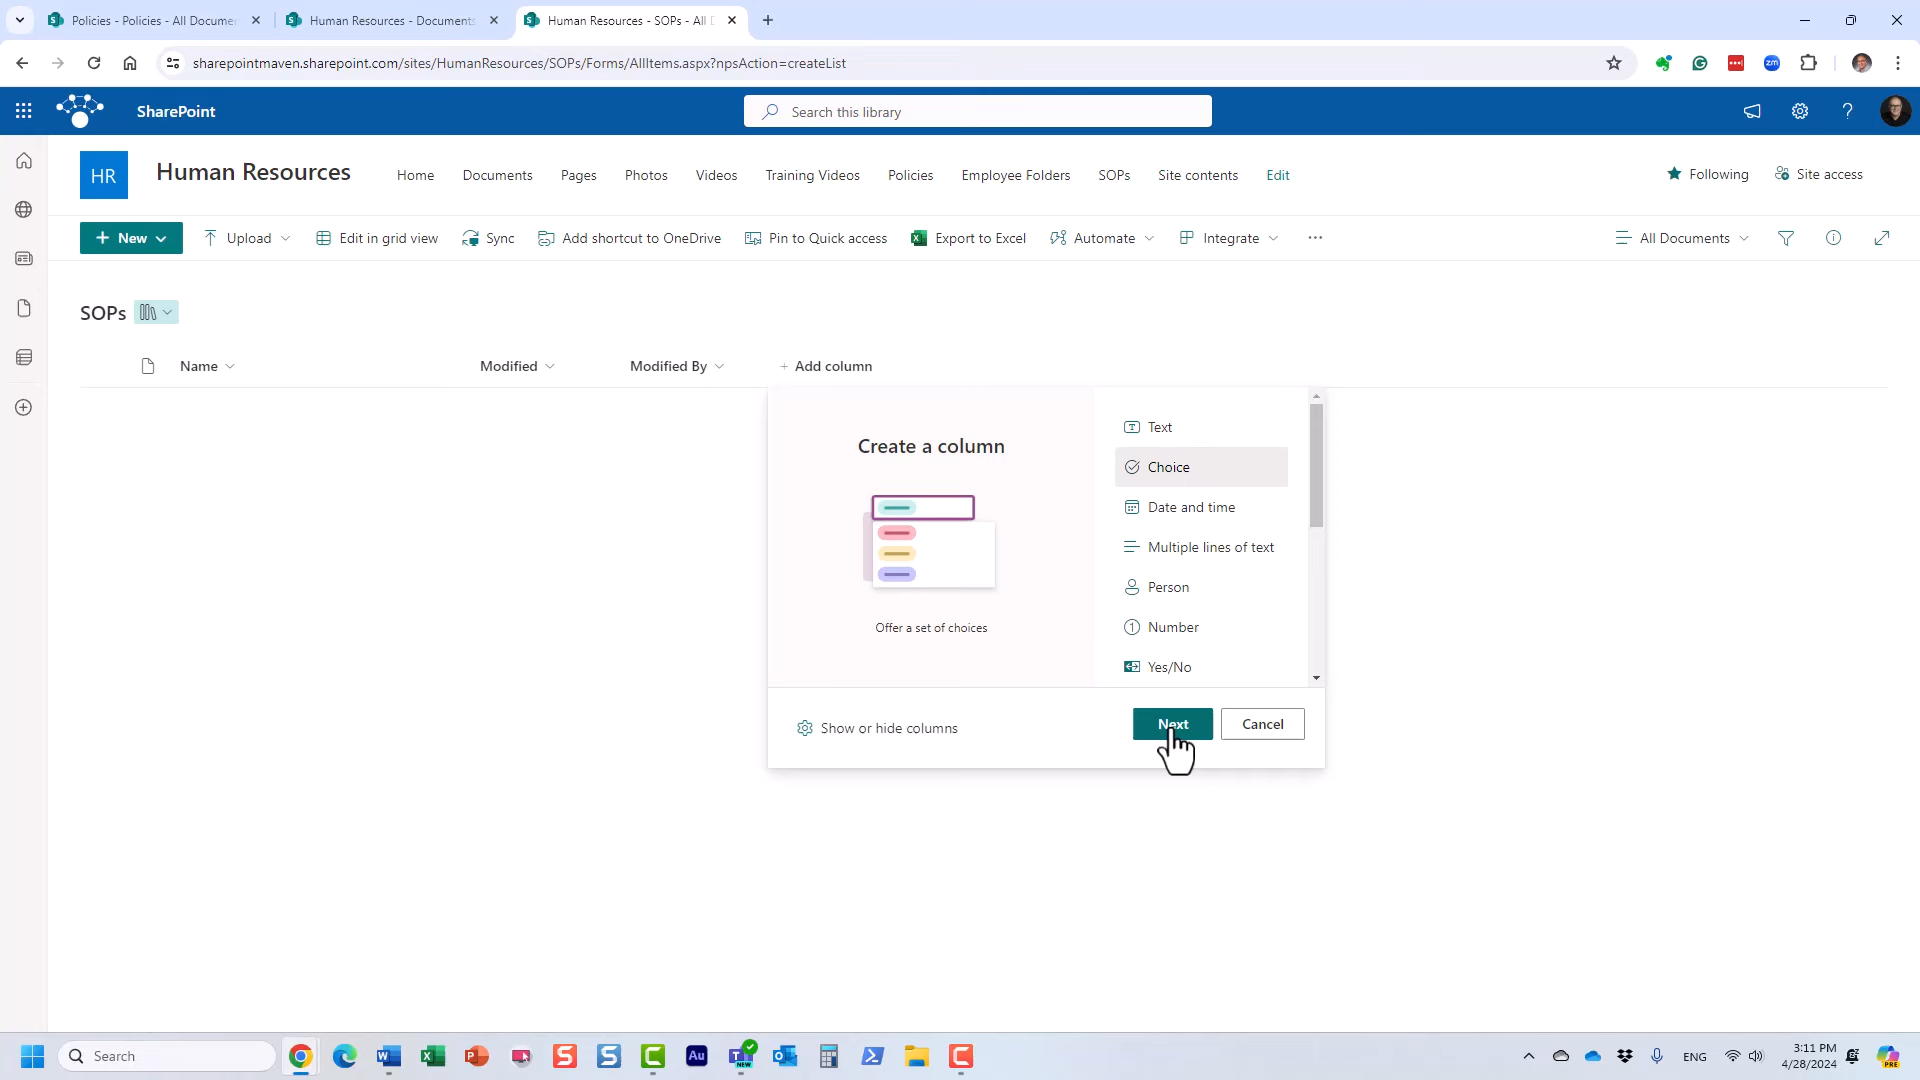 Policies - Policies - All Docume
Human Resources - Documents
Human Resources - SOPs - All D
sharepointmaven.sharepoint.com/sites/HumanResources/SOPs/Forms/AllItems.aspx?npsAction=createList
SharePoint
Search this library
HR
Human Resources
Home
Documents
Pages
Photos
Videos
Training Videos
Policies
Employee Folders
SOPs
Site contents
Edit
Following
Site access
New
Upload
Edit in grid view
Sync
Add shortcut to OneDrive
Pin to Quick access
Export to Excel
Automate
Integrate
All Documents
SOPs
Name
Modified
Modified By
Add column
Create a column
Offer a set of choices
Text
Choice
Date and time
Multiple lines of text
Person
Number
Yes/No
Show or hide columns
Next
Cancel
Search
ENG
3:11 PM
4/28/2024